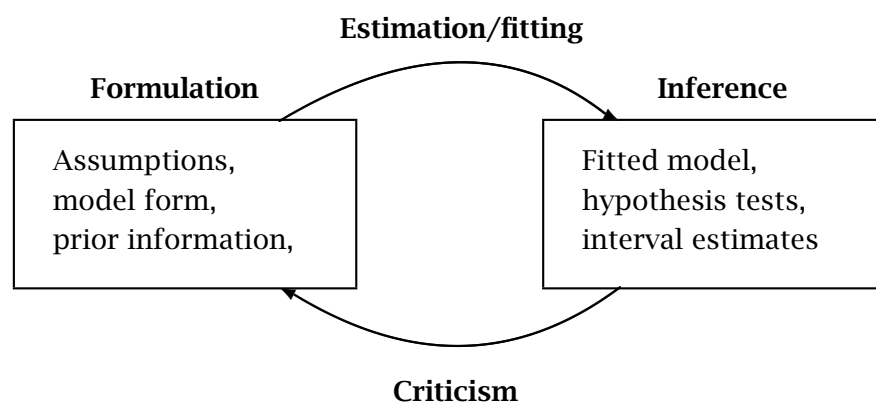 Estimation/fitting
Formulation
Inference
Assumptions,
model form,
prior information,
Fitted model,
hypothesis tests,
interval estimates
Criticism